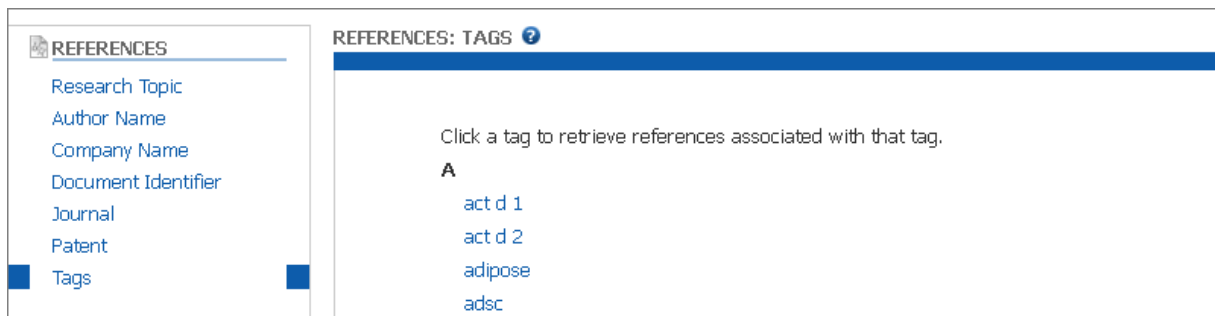 REFERENCES
Research Topic
Author Name
Company Name
Document Identifier
Journal
Patent
Tags
REFERENCES: TAGS ?
Click a tag to retrieve references associated with that tag.
A
act d 1
act d 2
adipose
adsc